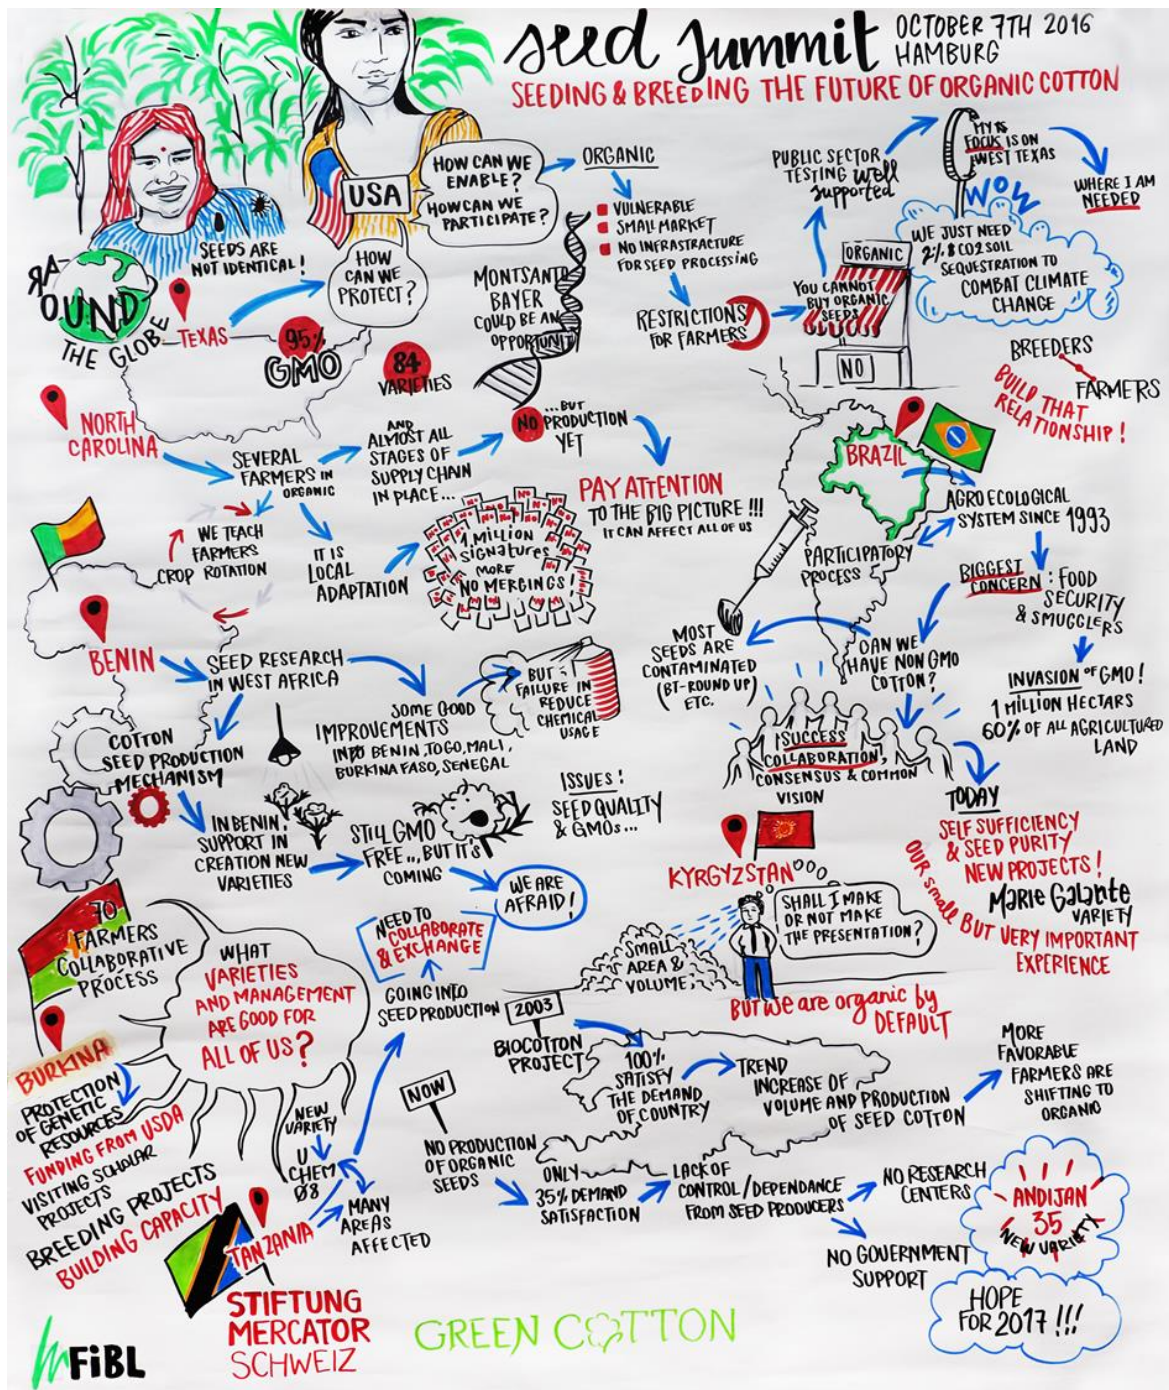 seed summit
OCTOBER 7TH 2016
HAMBURG
SEEDING & BREEDING THE FUTURE OF ORGANIC COTTON
HOW CAN WE
ENABLE?
HOW CAN WE
PARTICIPATE?
USA
SEEDS ARE
NOT IDENTICAL!
HOW
CAN WE
PROTECT?
ЯA-
OUND
THE GLOBE
TEXAS
95%
GMO
84
VARIETIES
MONTSANTO
BAYER
COULD BE AN
OPPORTUNIT
ORGANIC
VULNERABLE
SMALL MARKET
NO INFRASTRACTURE
FOR SEED PROCESSING
RESTRICTIONS
FOR FARMERS
YOU CANNOT
BUY ORGANIC
SEEDS
ORGANIC
NO
PUBLIC SECTOR
TESTING well
supported
MY
FOCUS IS ON
WEST TEXAS
WHERE I AM
NEEDED
WOW
WE JUST NEED
2% 8 CO2 SOIL
SEQUESTRATION TO
COMBAT CLIMATE
CHANGE
BREEDERS
FARMERS
BUILD THAT
RELATIONSHIP!
NORTH
CAROLINA
SEVERAL
FARMERS IN
ORGANIC
AND
ALMOST ALL
STAGES OF
SUPPLY CHAIN
IN PLACE...
...BUT
NO PRODUCTION
YET
PAY ATTENTION
TO THE BIG PICTURE !!!
IT CAN AFFECT ALL OF US
WE TEACH
FARMERS
CROP ROTATION
IT IS
LOCAL
ADAPTATION
1 MILLION
signatures
MORE
NO MERGINGS!
BRAZIL
AGRO ECOLOGICAL
SYSTEM SINCE 1993
PARTICIPATORY
PROCESS
BIGGEST
CONCERN: FOOD
SECURITY
& SMUGGLERS
INVASION OF GMO!
1 MILLION HECTARS
60% OF ALL AGRICULTURED
LAND
CAN WE
HAVE NON GMO
COTTON?
MOST
SEEDS ARE
CONTAMINATED
(BT-ROUND UP)
ETC.
SUCCESS
COLLABORATION,
CONSENSUS & COMMON
VISION
TODAY
SELF SUFFICIENCY
& SEED PURITY
NEW PROJECTS!
Marie Galante
VARIETY
OUR small BUT VERY IMPORTANT
EXPERIENCE
BENIN
SEED RESEARCH
IN WEST AFRICA
SOME GOOD
IMPROVEMENTS
INTO BENIN, TOGO, MALI,
BURKINA FASO, SENEGAL
BUT
FAILURE IN
REDUCE
CHEMICAL
USAGE
COTTON
SEED PRODUCTION
MECHANISM
IN BENIN,
SUPPORT IN
CREATION NEW
VARIETIES
STILL GMO
FREE... BUT IT'S
COMING
WE ARE
AFRAID!
ISSUES!
SEED QUALITY
& GMOs...
KYRGYZSTAN
SHALL I MAKE
OR NOT MAKE
THE PRESENTATION?
SMALL
AREA &
VOLUME
BUT We are organic by
DEFAULT
2003
BIOCOTTON
PROJECT
100%
SATISFY
THE DEMAND
OF COUNTRY
TREND
INCREASE OF
VOLUME AND PRODUCTION
OF SEED COTTON
MORE
FAVORABLE
FARMERS ARE
SHIFTING TO
ORGANIC
NOW
NO PRODUCTION
OF ORGANIC
SEEDS
ONLY
35% DEMAND
SATISFACTION
LACK OF
CONTROL/DEPENDANCE
FROM SEED PRODUCERS
NO RESEARCH
CENTERS
NO GOVERNMENT
SUPPORT
ANDIJAN
35
NEW VARIETY
HOPE
FOR 2017 !!!
70
FARMERS
COLLABORATIVE
PROCESS
WHAT
VARIETIES
AND MANAGEMENT
ARE GOOD FOR
ALL OF US?
BURKINA
PROTECTION
OF GENETIC
RESOURCES
FUNDING FROM USDA
VISITING SCHOLAR
PROJECTS
BREEDING PROJECTS
BUILDING CAPACITY
NEED TO
COLLABORATE
& EXCHANGE
GOING INTO
SEED PRODUCTION
NEW
VARIETY
U
CHEM
08
MANY
AREAS
AFFECTED
TANZANIA
STIFTUNG
MERCATOR
SCHWEIZ
FiBL
GREEN COTTON